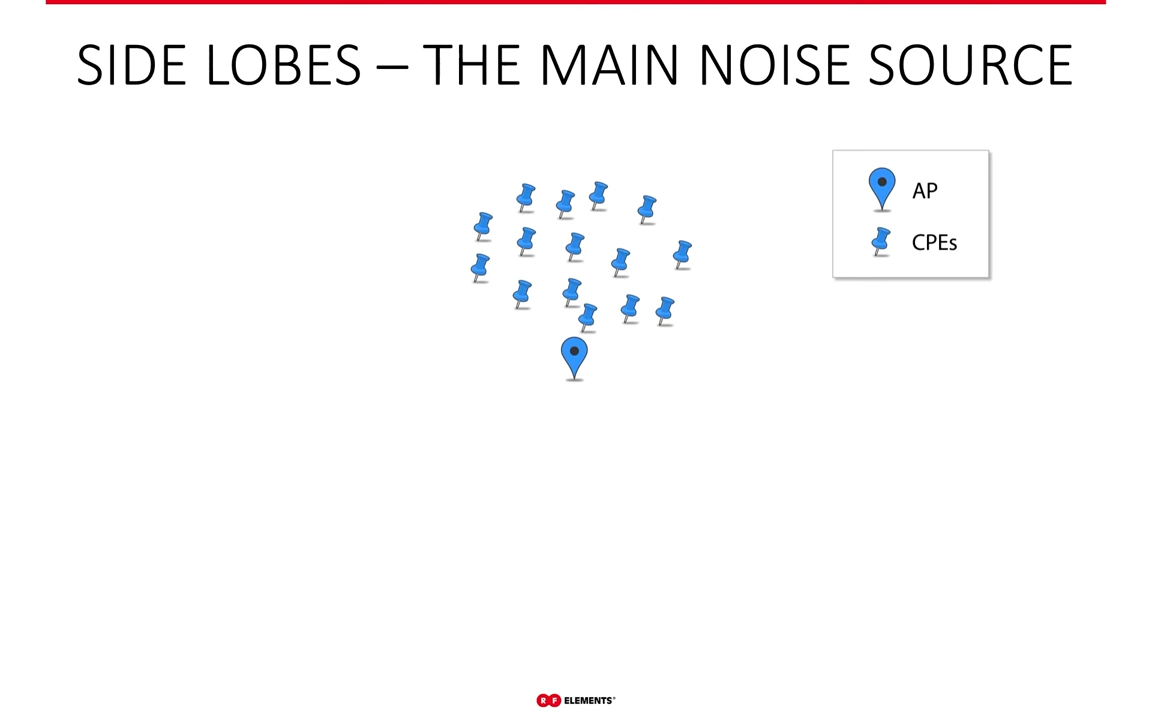 SIDE LOBES – THE MAIN NOISE SOURCE
AP
CPEs
RF ELEMENTS®